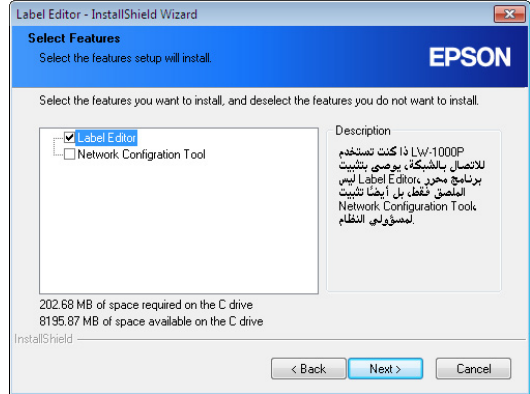 Label Editor - InstallShield Wizard
Select Features
Select the features setup will install.
EPSON
Select the features you want to install, and deselect the features you do not want to install.
Label Editor
Network Configration Tool
Description
ذا كنت تستخدم LW-1000P
للاتصال بالشبكة، يوصى بتثبيت
برنامج محرر Label Editor، ليس
الملصق فقط، بل أيضًا تثبيت
Network Configuration Tool،
لمسؤولي النظام.
202.68 MB of space required on the C drive
8195.87 MB of space available on the C drive
InstallShield
< Back
Next >
Cancel